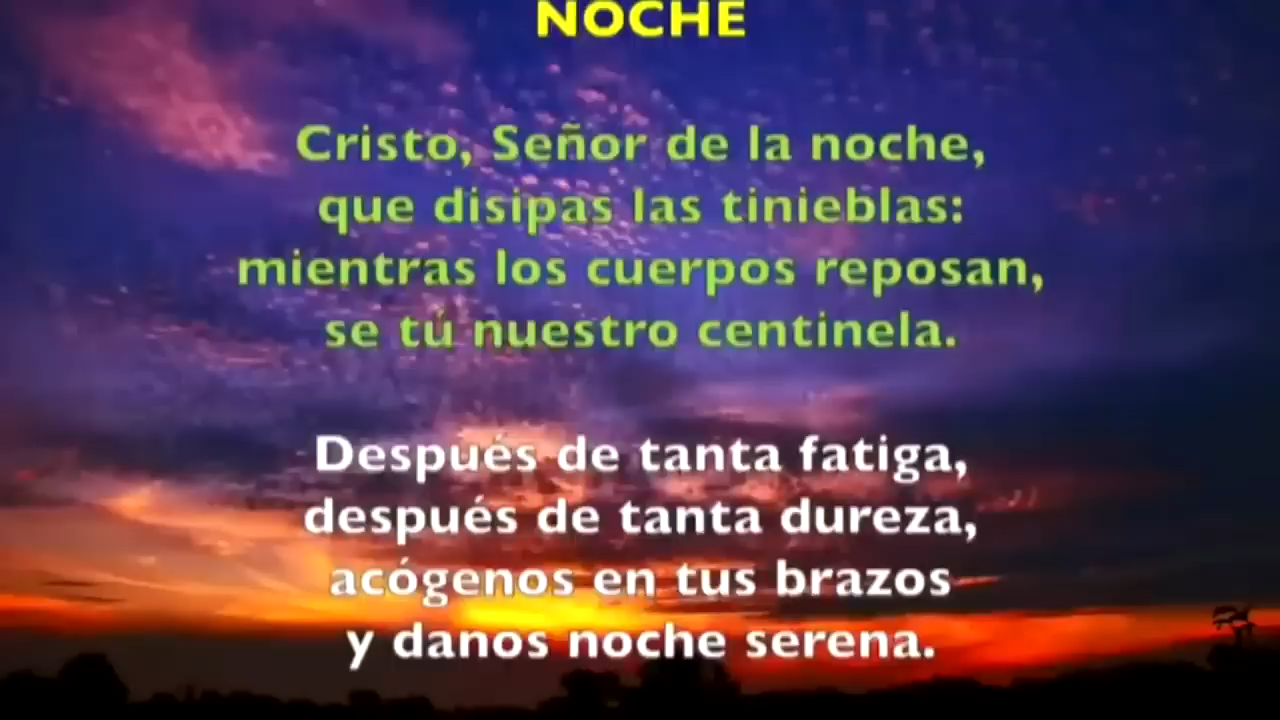 NOCHE
Cristo, Señor de la noche,
que disipas las tinieblas:
mientras los cuerpos reposan,
se tú nuestro centinela.
Después de tanta fatiga,
después de tanta dureza,
acógenos en tus brazos
y danos noche serena.